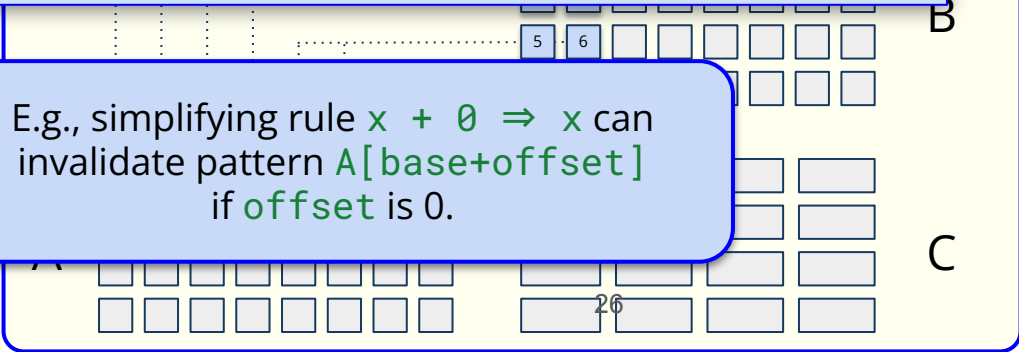 B
5 6
E.g., simplifying rule x + 0 ⇒ x can
invalidate pattern A[base+offset]
if offset is 0.
A
C
26